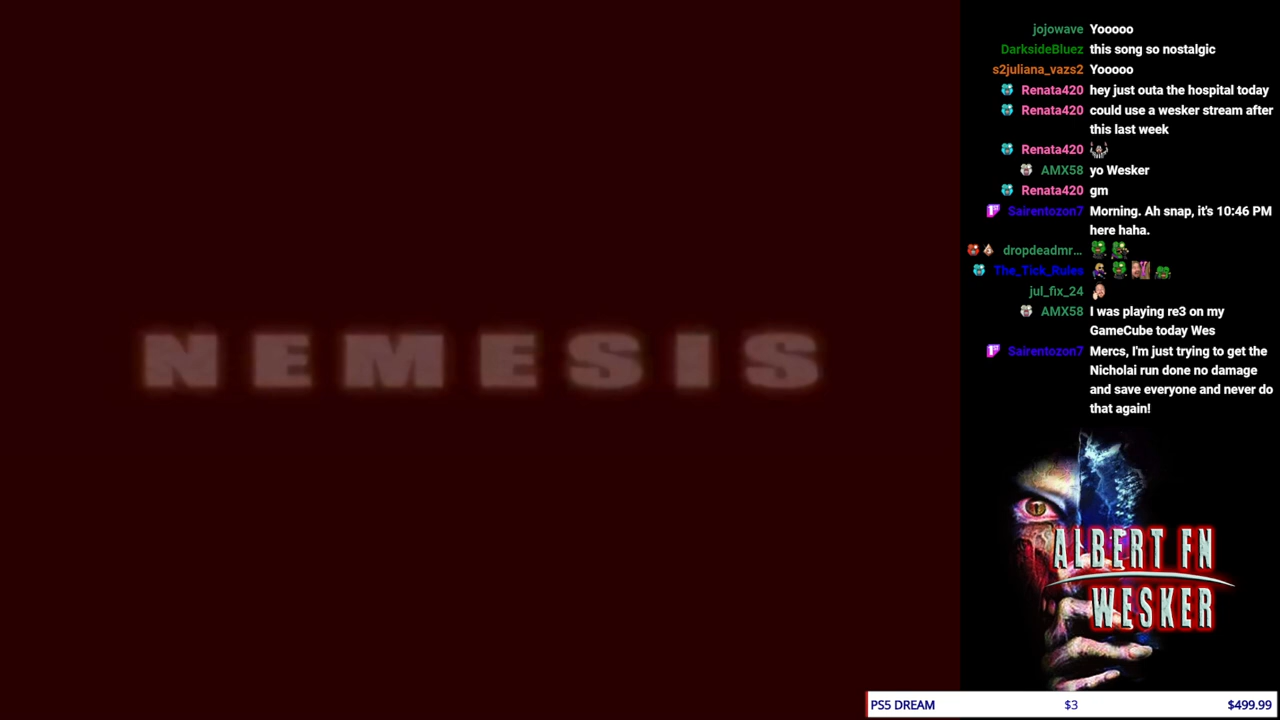 NEMESIS
jojowave Yooooo
DarksideBluez this song so nostalgic
s2juliana_vazs2 Yooooo
Renata420 hey just outa the hospital today
Renata420 could use a wesker stream after
this last week
Renata420
AMX58 yo Wesker
Renata420 gm
Sairentozon7 Morning. Ah snap, it's 10:46 PM
here haha.
dropdeadmr...
The_Tick_Rules
jul_fix_24
AMX58 I was playing re3 on my
GameCube today Wes
Sairentozon7 Mercs, I'm just trying to get the
Nicholai run done no damage
and save everyone and never do
that again!
ALBERT FN
WESKER
PS5 DREAM $3 $499.99